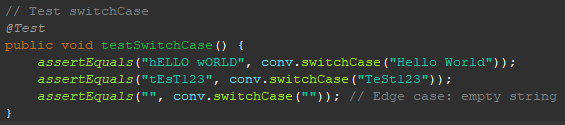 // Test switchCase
@Test
public void testSwitchCase() {
assertEquals("hELLO wORLD", conv.switchCase("Hello World"));
assertEquals("tEsT123", conv.switchCase("TeSt123"));
assertEquals("", conv.switchCase("")); // Edge case: empty string
}